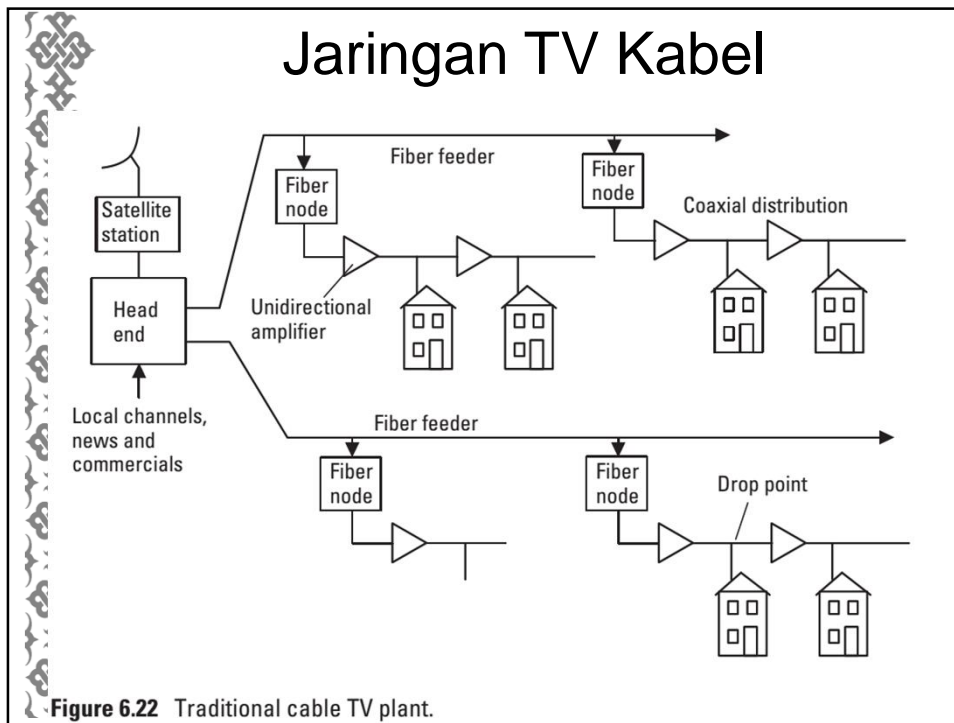 Jaringan TV Kabel
Fiber feeder
Fiber
node
Fiber
node
Satellite
station
Coaxial distribution
Head
end
Unidirectional
amplifier
Local channels,
news and
commercials
Fiber feeder
Fiber
node
Fiber
node
Drop point
Figure 6.22 Traditional cable TV plant.